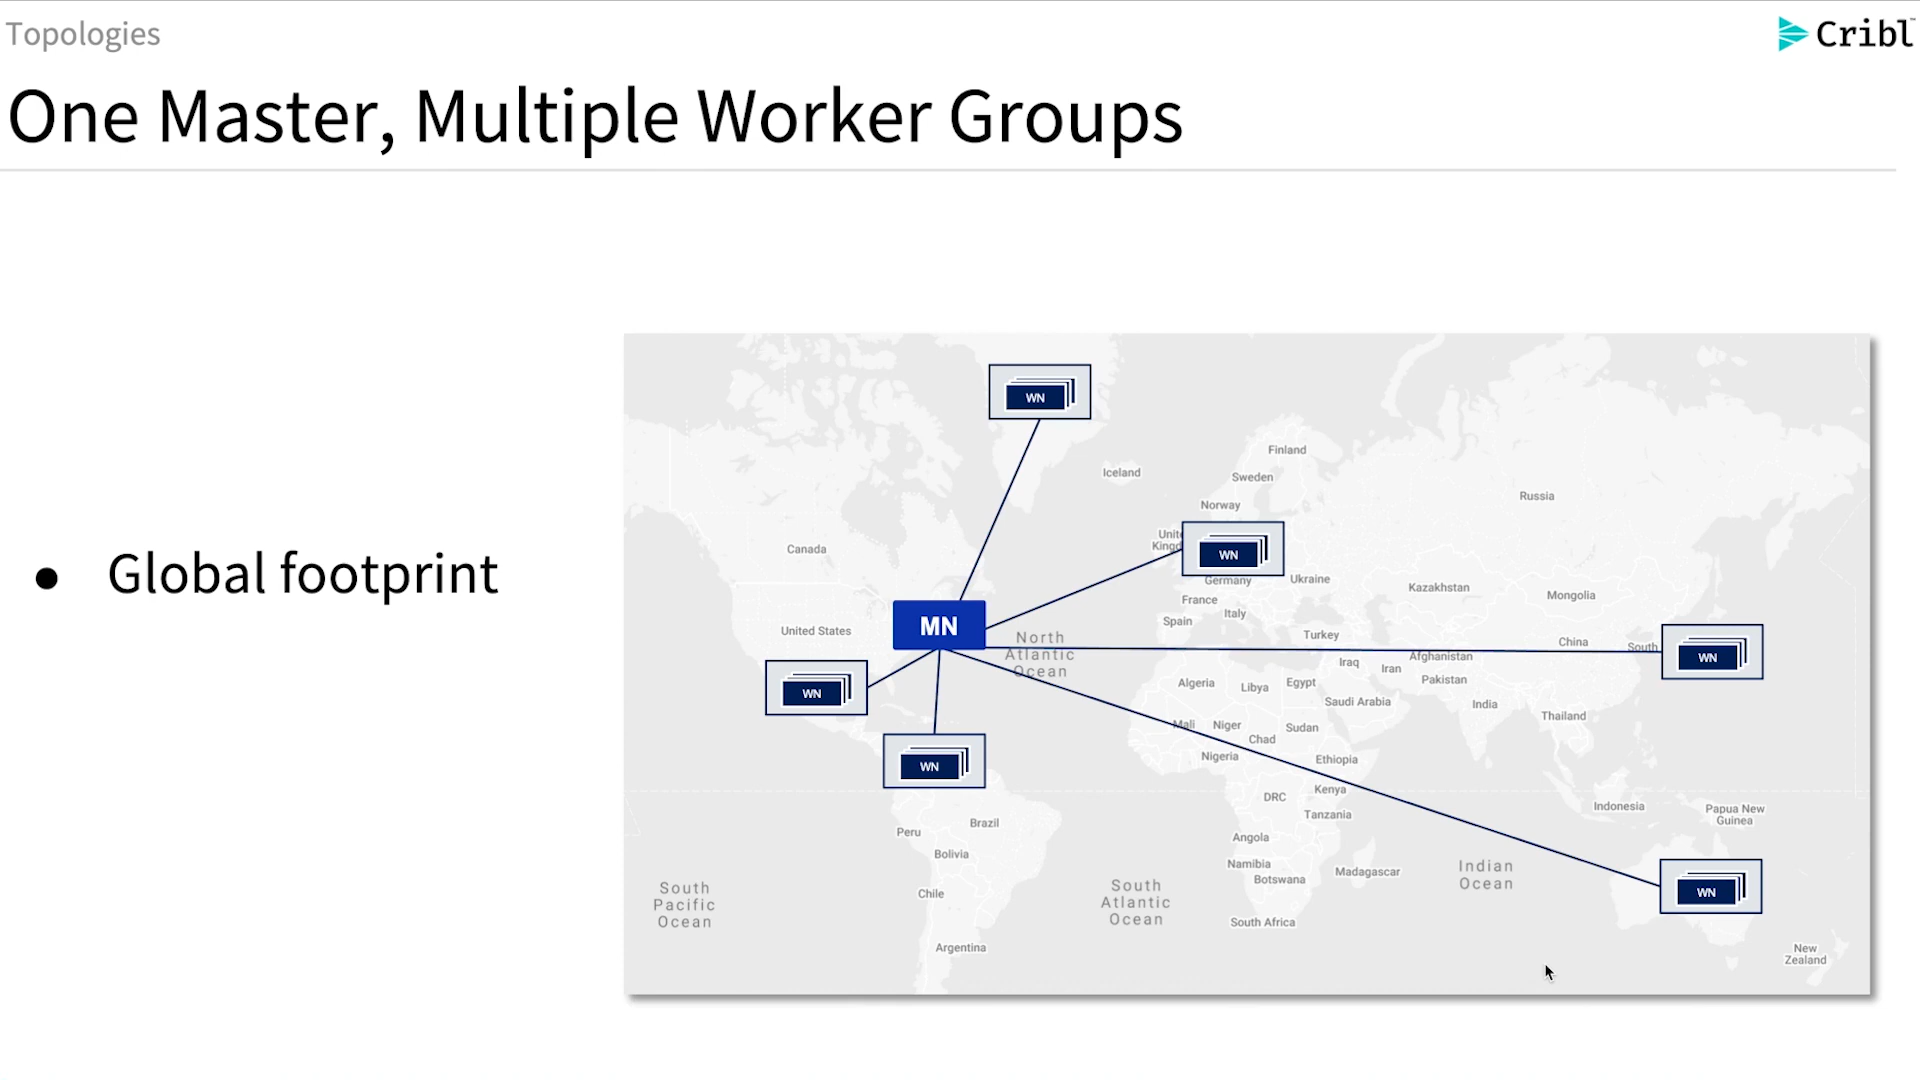 Topologies
Cribl
One Master, Multiple Worker Groups
Global footprint
WN
Finland
Iceland
Sweden
Russia
Norway
Canada
WN
Germany
Ukraine
Kazakhstan
Mongolia
France
Italy
Spain
MN
United States
North
Atlantic
Ocean
Turkey
China
South
WN
Iraq
Iran
Afghanistan
Pakistan
WN
Algeria
Libya
Egypt
Saudi Arabia
India
Thailand
Mali
Niger
Chad
Sudan
Nigeria
Ethiopia
WN
DRC
Kenya
Tanzania
Indonesia
Papua New
Guinea
Peru
Brazil
Angola
Bolivia
Namibia
Botswana
Madagascar
Indian
Ocean
South
Pacific
Ocean
Chile
South
Atlantic
Ocean
South Africa
WN
Argentina
New
Zealand